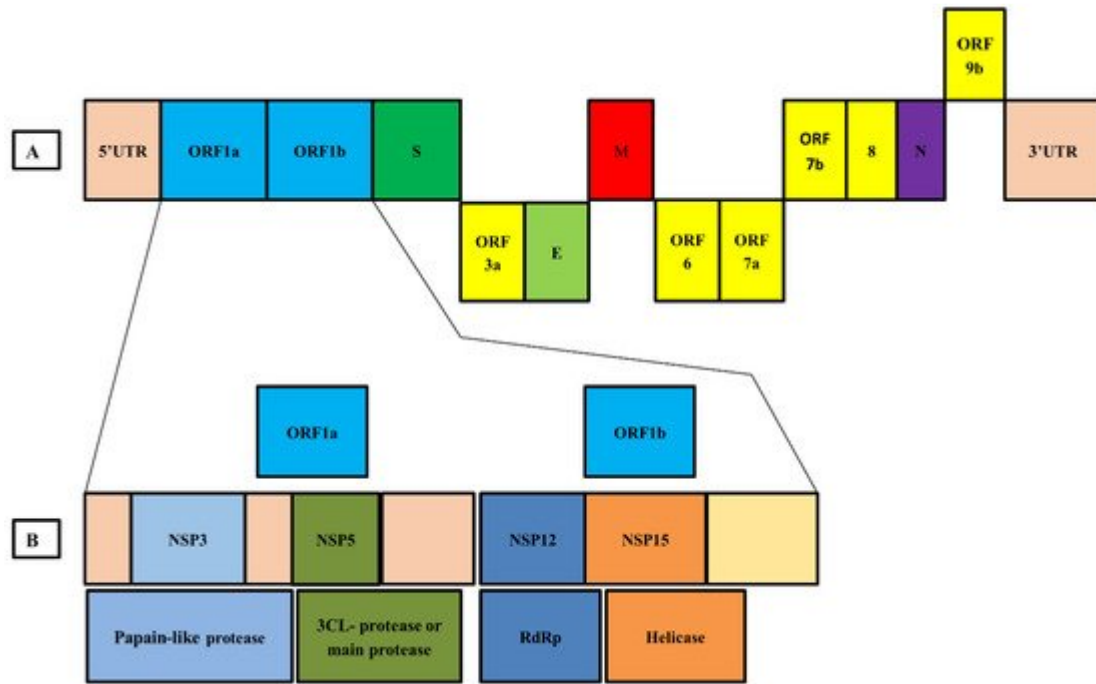 ORF
9b
A
5'UTR
ORF1a
ORF1b
S
M
ORF
7b
8
N
3'UTR
ORF
3a
E
ORF
6
ORF
7a
ORF1a
ORF1b
B
NSP3
NSP5
NSP12
NSP15
Papain-like protease
3CL- protease or
main protease
RdRp
Helicase